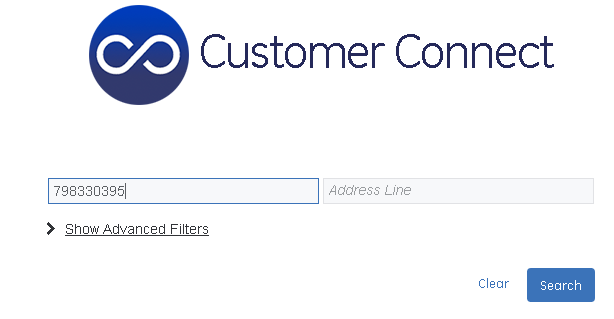 Customer Connect
798330395
Address Line
Show Advanced Filters
Clear
Search